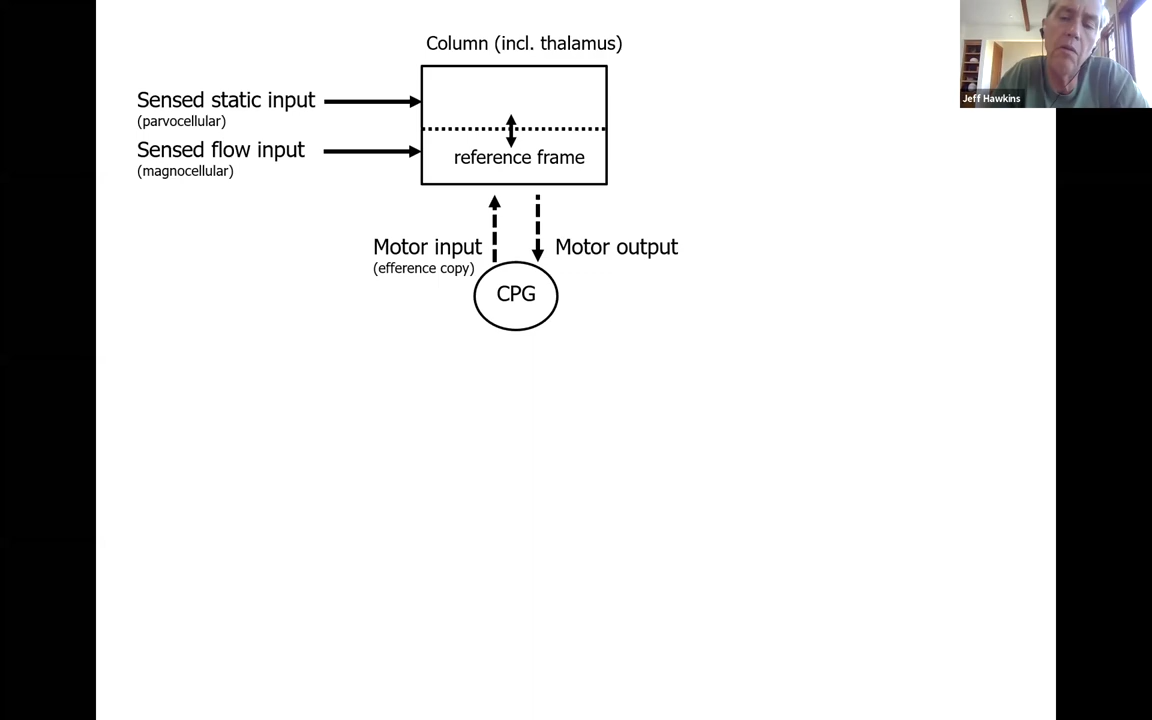 Column (incl. thalamus)
Sensed static input
(parvocellular)
Sensed flow input
(magnocellular)
reference frame
Motor input
(efference copy)
Motor output
CPG
Jeff Hawkins